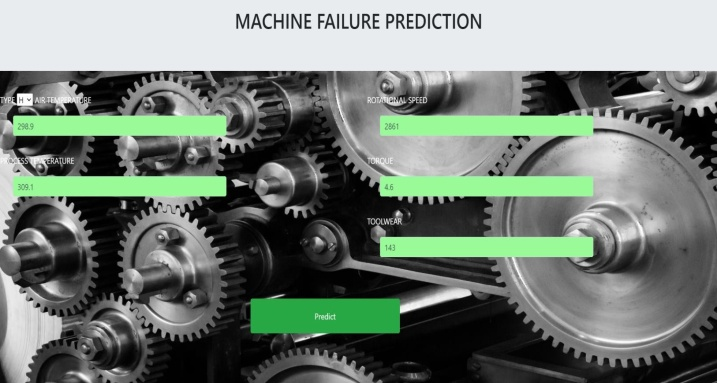 MACHINE FAILURE PREDICTION
TYPE H AIR TEMPERATURE
298.9
PROCESS TEMPERATURE
309.1
ROTATIONAL SPEED
2861
TORQUE
4.6
TOOLWEAR
143
Predict